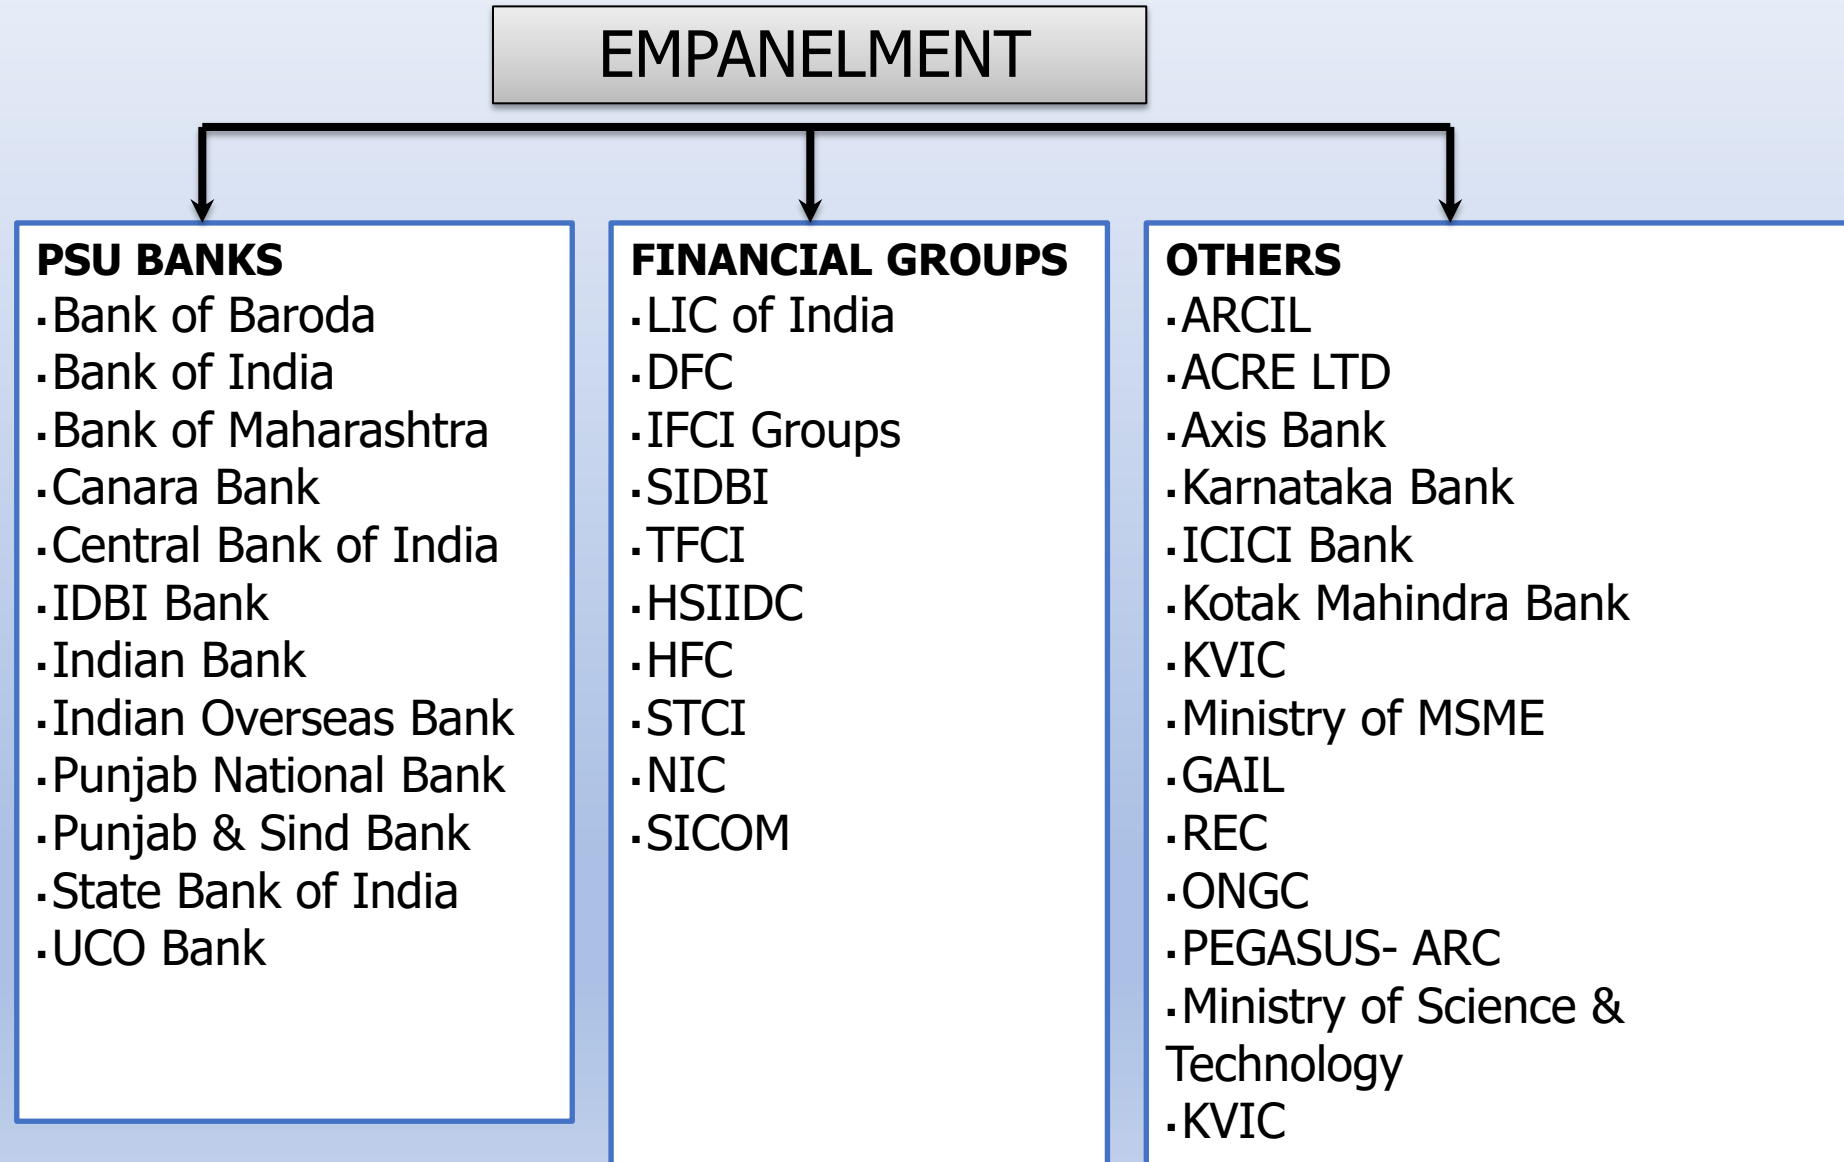 EMPANELMENT
PSU BANKS
▪Bank of Baroda
▪Bank of India
▪Bank of Maharashtra
▪Canara Bank
▪Central Bank of India
▪IDBI Bank
▪Indian Bank
▪Indian Overseas Bank
▪Punjab National Bank
▪Punjab & Sind Bank
▪State Bank of India
▪UCO Bank
FINANCIAL GROUPS
▪LIC of India
▪DFC
▪IFCI Groups
▪SIDBI
▪TFCI
▪HSIIDC
▪HFC
▪STCI
▪NIC
▪SICOM
OTHERS
▪ARCIL
▪ACRE LTD
▪Axis Bank
▪Karnataka Bank
▪ICICI Bank
▪Kotak Mahindra Bank
▪KVIC
▪Ministry of MSME
▪GAIL
▪REC
▪ONGC
▪PEGASUS- ARC
▪Ministry of Science &
Technology
▪KVIC